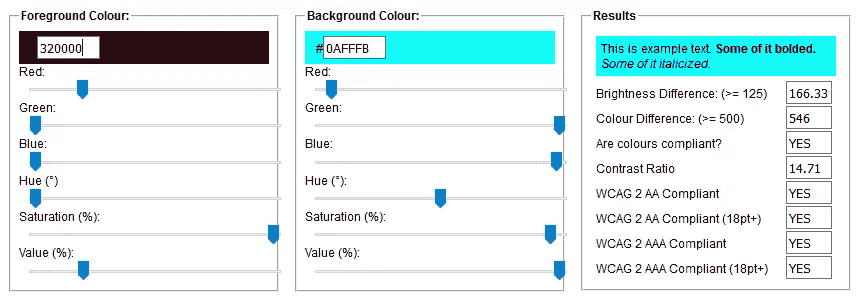 Foreground Colour:
320000
Red:
Green:
Blue:
Hue (°)
Saturation (%):
Value (%):
Background Colour:
#0AFFFB
Red:
Green:
Blue:
Hue (°):
Saturation (%):
Value (%):
Results
This is example text. Some of it bolded.
Some of it italicized.
Brightness Difference: (>= 125) 166.33
Colour Difference: (>= 500) 546
Are colours compliant? YES
Contrast Ratio 14.71
WCAG 2 AA Compliant YES
WCAG 2 AA Compliant (18pt+) YES
WCAG 2 AAA Compliant YES
WCAG 2 AAA Compliant (18pt+) YES